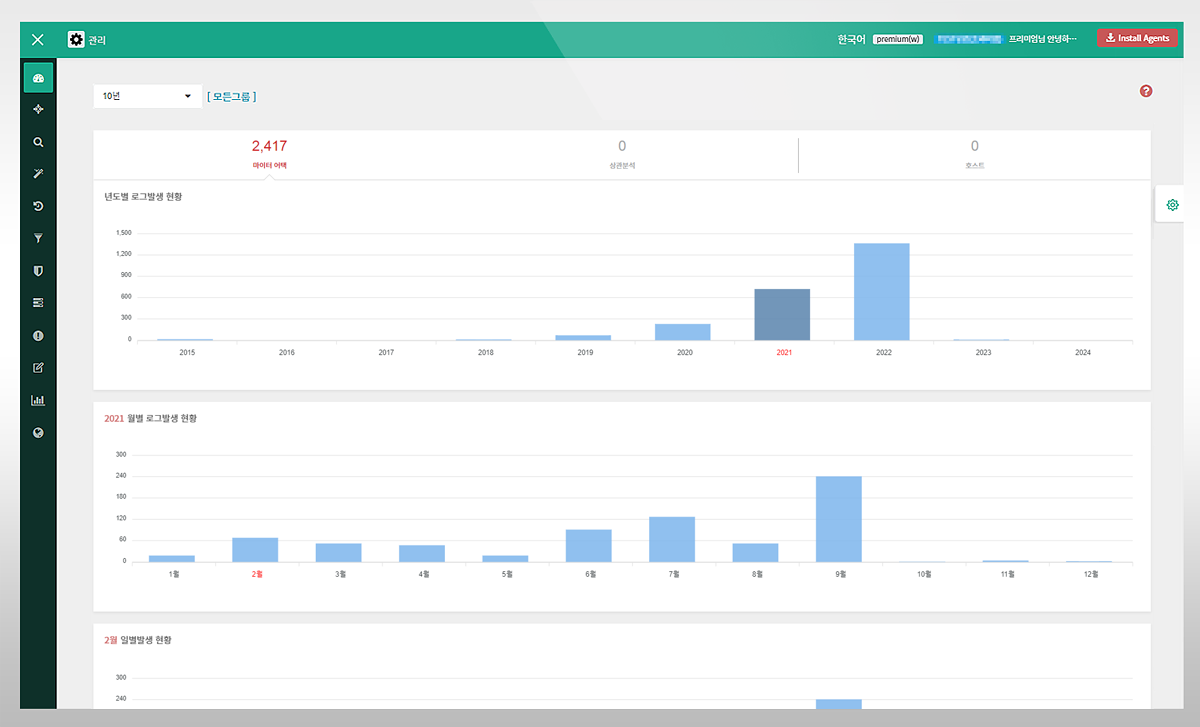 관리
한국어 premium(w) 프리미엄님 안녕하… Install Agents
10년 [ 모든그룹 ]
2,417 0 0
마이터 어택 상관분석 호스트
년도별 로그발생 현황
1,500
1,200
900
600
300
0
2015 2016 2017 2018 2019 2020 2021 2022 2023 2024
2021 월별 로그발생 현황
300
240
180
120
60
0
1월 2월 3월 4월 5월 6월 7월 8월 9월 10월 11월 12월
2월 일별발생 현황
300
240